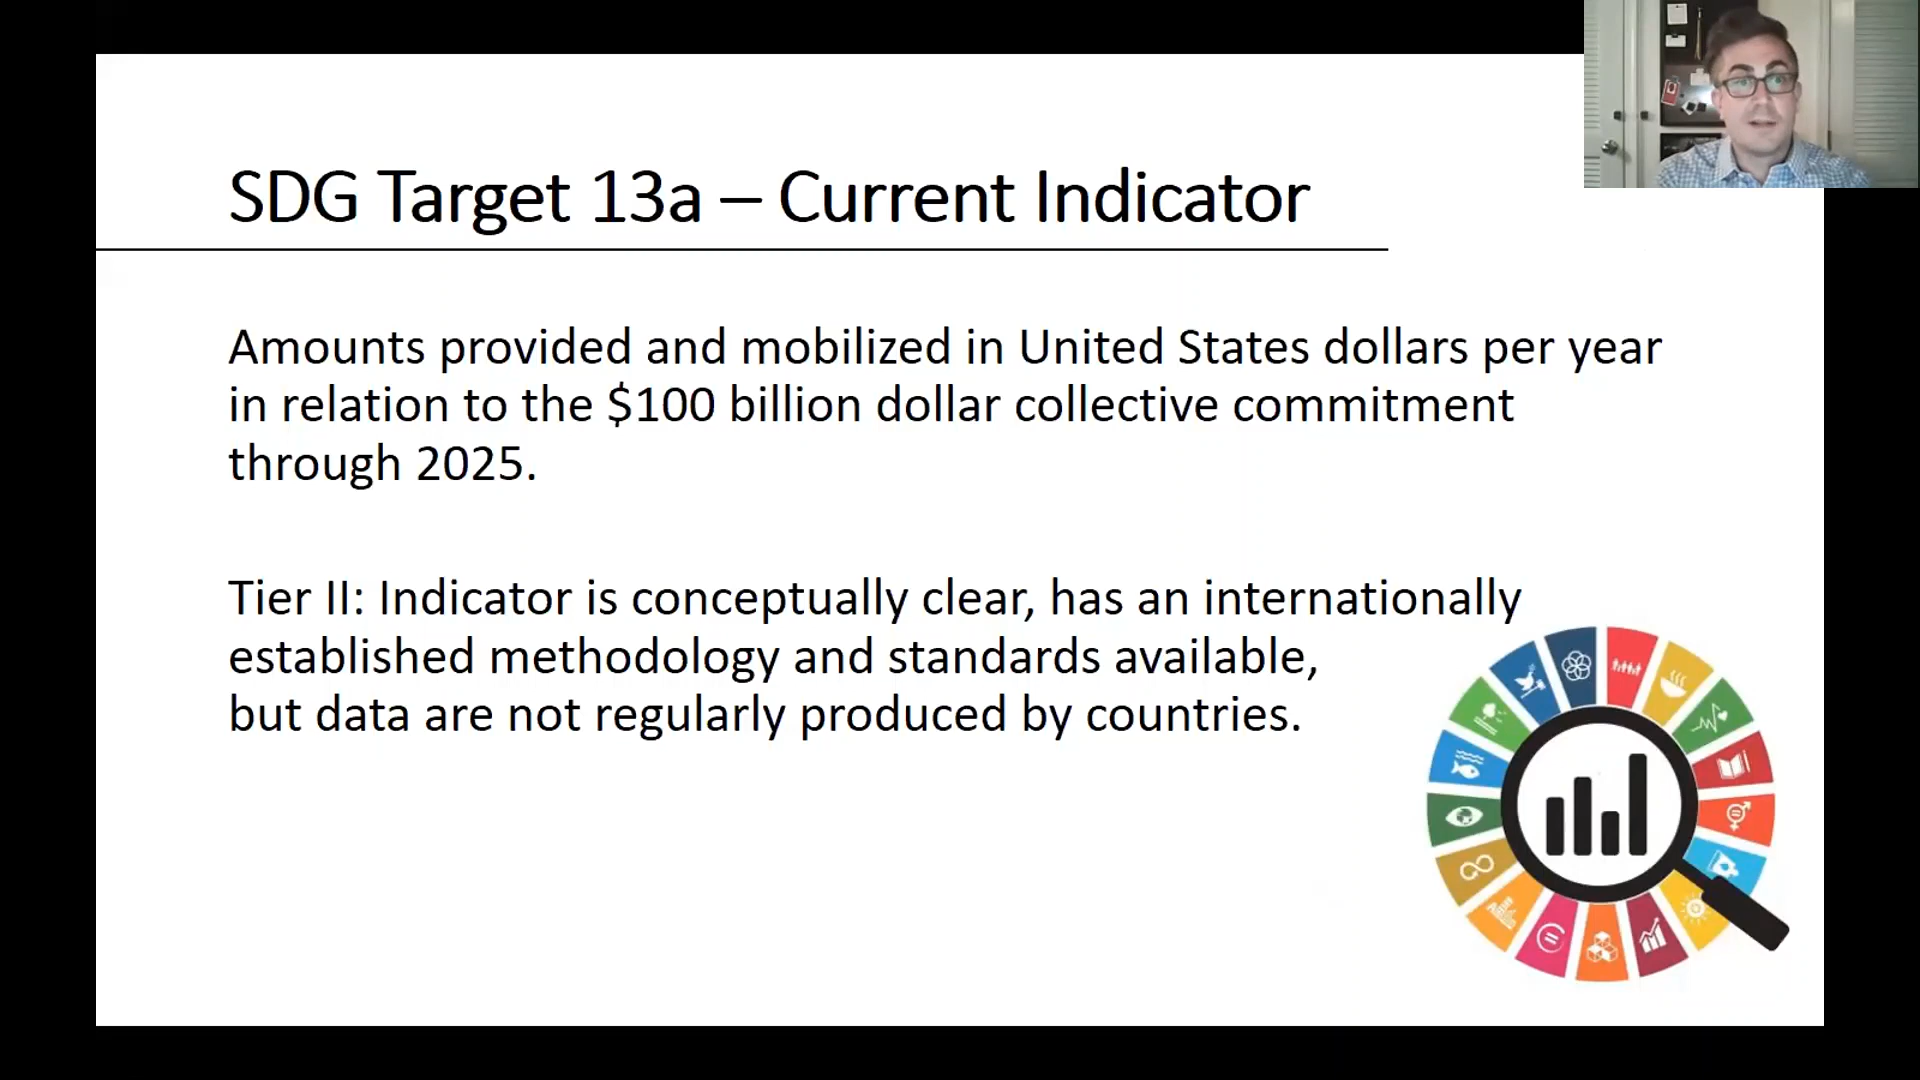 SDG Target 13a – Current Indicator
Amounts provided and mobilized in United States dollars per year
in relation to the $100 billion dollar collective commitment
through 2025.
Tier II: Indicator is conceptually clear, has an internationally
established methodology and standards available,
but data are not regularly produced by countries.